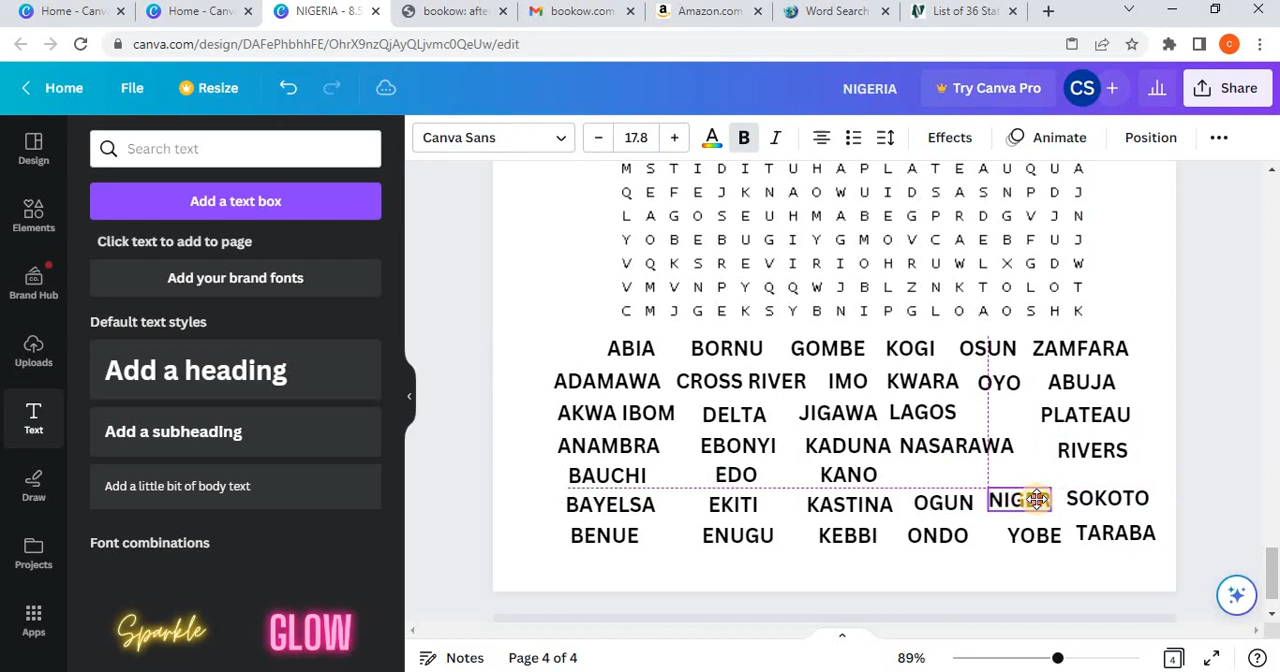 Home - Canva
Home - Canva
NIGERIA - 8.5
bookow: afte
bookow.com
Amazon.com
Word Search
List of 36 Stat
canva.com/design/DAFePhbhhFE/OhrX9nzQjAyQLjvmc0QeUw/edit
C
Home
File
Resize
NIGERIA
Try Canva Pro
CS
Share
Canva Sans
17.8
A
B
I
Effects
Animate
Position
Design
Elements
Brand Hub
Uploads
Text
Draw
Projects
Apps
Search text
Add a text box
Click text to add to page
Add your brand fonts
Default text styles
Add a heading
Add a subheading
Add a little bit of body text
Font combinations
Sparkle
GLOW
M S T I D I T U H A P L A T E A U Q U A
Q E F E J K N A O W U I D S A S N P D J
L A G O S E U H M A B E G P R D G V J N
Y O B E B U G I Y G M O V C A E B F U J
V Q K S R E V I R I O H R U W L X G D W
V M V N P Y Q Q W J B L Z N K T O L O T
C M J G E K S Y B N I P G L O A O S H K
ABIA BORNU GOMBE KOGI OSUN ZAMFARA
ADAMAWA CROSS RIVER IMO KWARA OYO ABUJA
AKWA IBOM DELTA JIGAWA LAGOS PLATEAU
ANAMBRA EBONYI KADUNA NASARAWA RIVERS
BAUCHI EDO KANO
BAYELSA EKITI KASTINA OGUN NIGER SOKOTO
BENUE ENUGU KEBBI ONDO YOBE TARABA
Notes
Page 4 of 4
89%
4